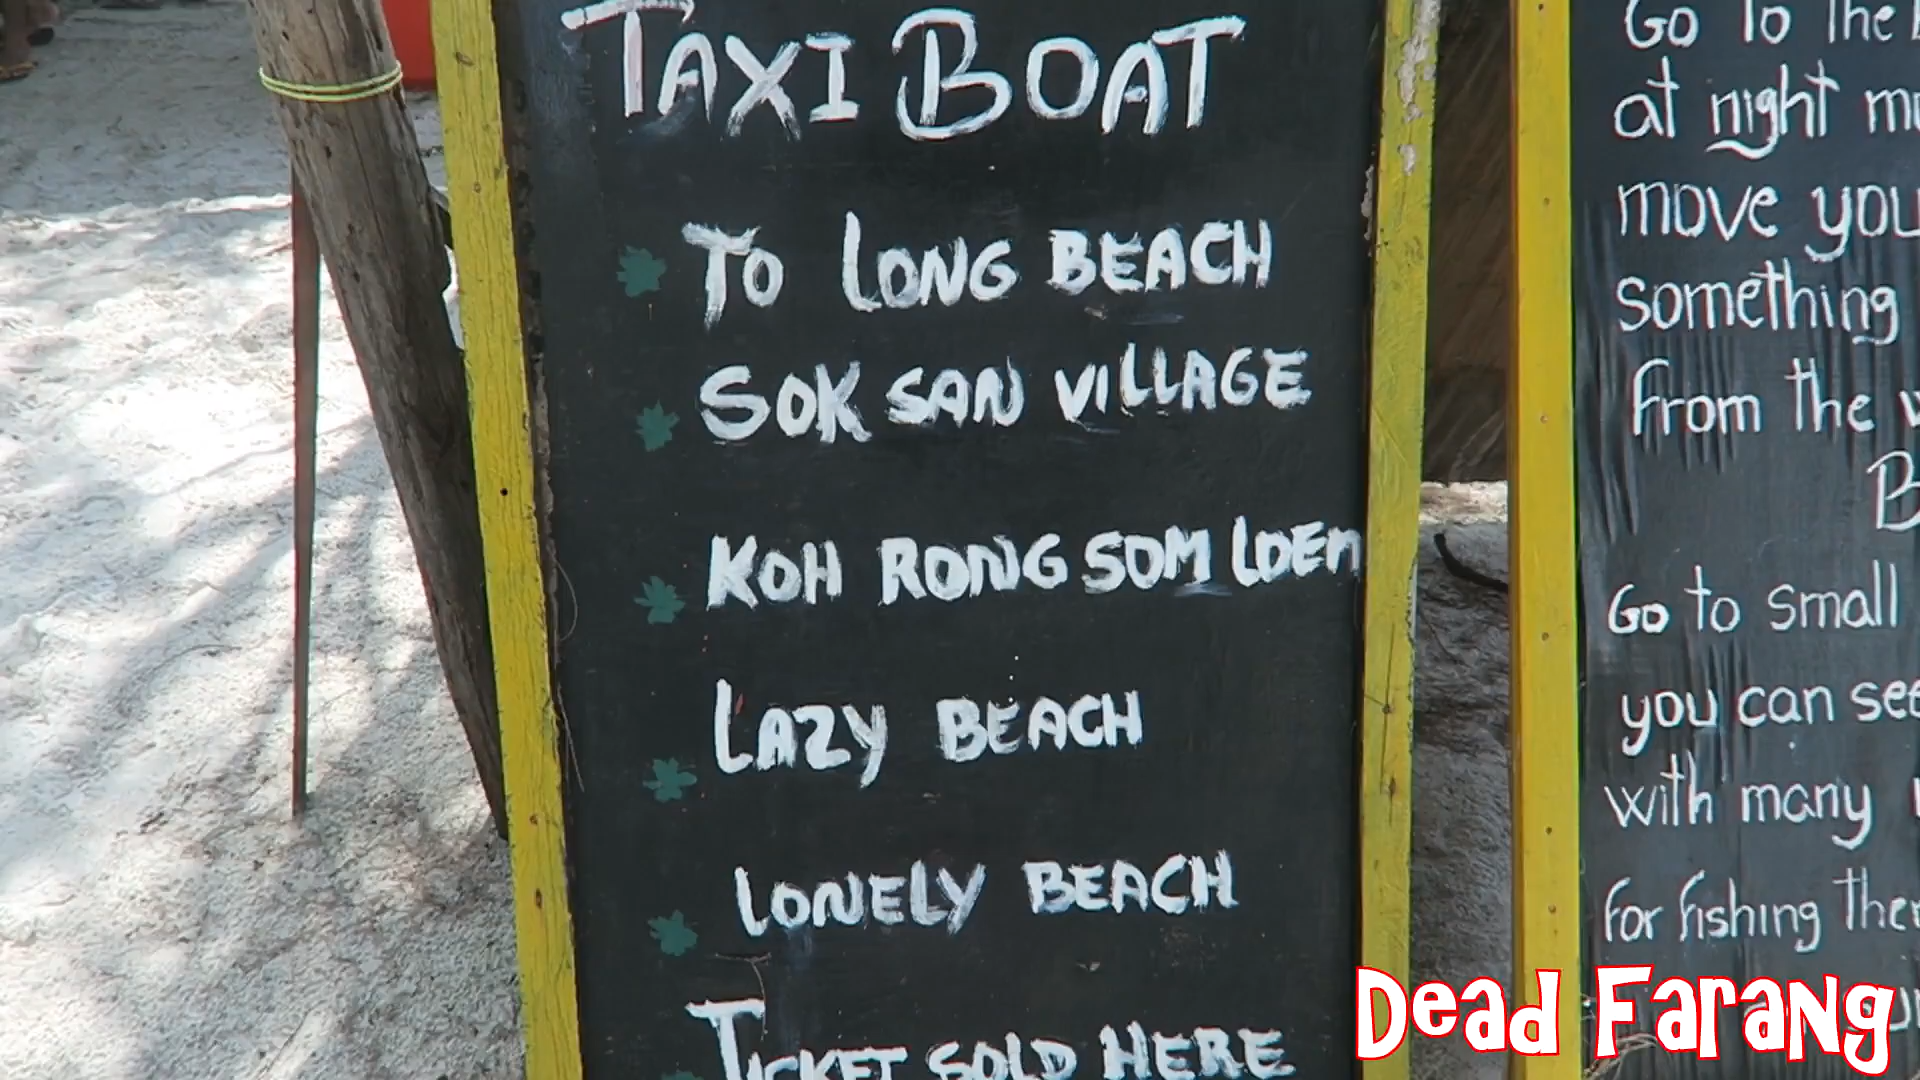 TAXI BOAT
TO LONG BEACH
SOK SAN VILLAGE
KOH RONG SOM LOEM
LAZY BEACH
LONELY BEACH
TICKET SOLD HERE
Go To The
at night
move you
something
from the
Go to small
you can see
with many
for fishing
Dead Farang